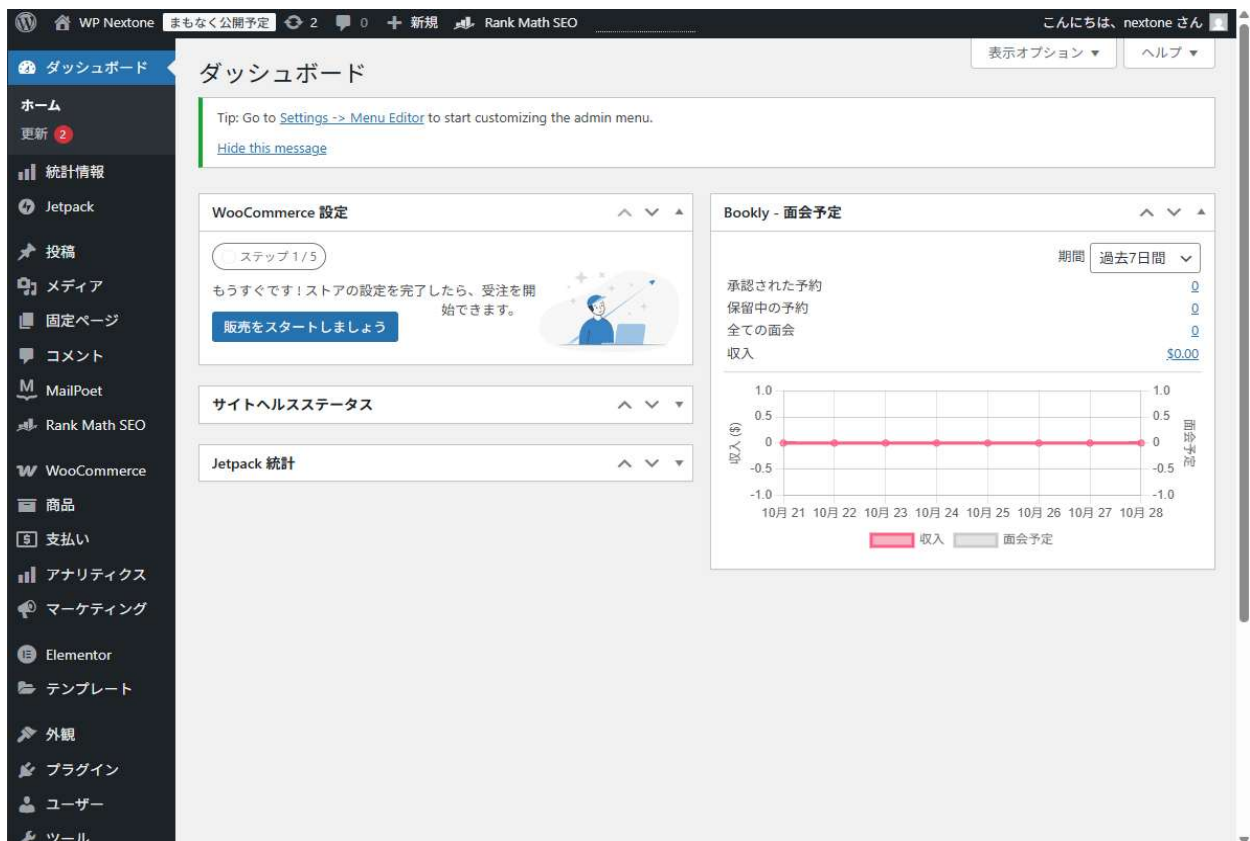 WP Nextone まもなく公開予定 2 0 新規 Rank Math SEO こんにちは、nextone さん
表示オプション ヘルプ
ダッシュボード
ホーム
更新 2
統計情報
Jetpack
投稿
メディア
固定ページ
コメント
MailPoet
Rank Math SEO
WooCommerce
商品
支払い
アナリティクス
マーケティング
Elementor
テンプレート
外観
プラグイン
ユーザー
ツール
ダッシュボード
Tip: Go to Settings -> Menu Editor to start customizing the admin menu.
Hide this message
WooCommerce 設定
ステップ 1 / 5
もうすぐです ! ストアの設定を完了したら、受注を開
始できます。
販売をスタートしましょう
サイトヘルスステータス
Jetpack 統計
Bookly - 面会予定
期間 過去7日間
承認された予約 0
保留中の予約 0
全ての面会 0
収入 $0.00
1.0 1.0
0.5 0.5
0 0
-0.5 -0.5
-1.0 -1.0
収入 ($)
面会予定
10月 21 10月 22 10月 23 10月 24 10月 25 10月 26 10月 27 10月 28
収入 面会予定